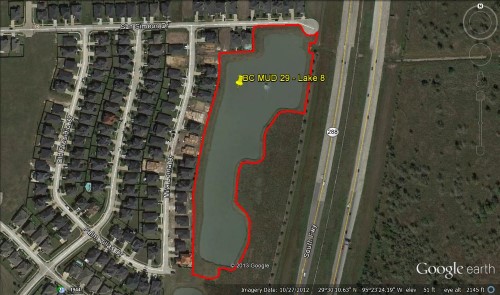 BC MUD 29 - Lake 8
288
South Fwy
© 2013 Google
Google earth
1944
Imagery Date: 10/27/2012 29°30'10.63" N 95°23'24.19" W elev 51 ft eye alt 2145 ft